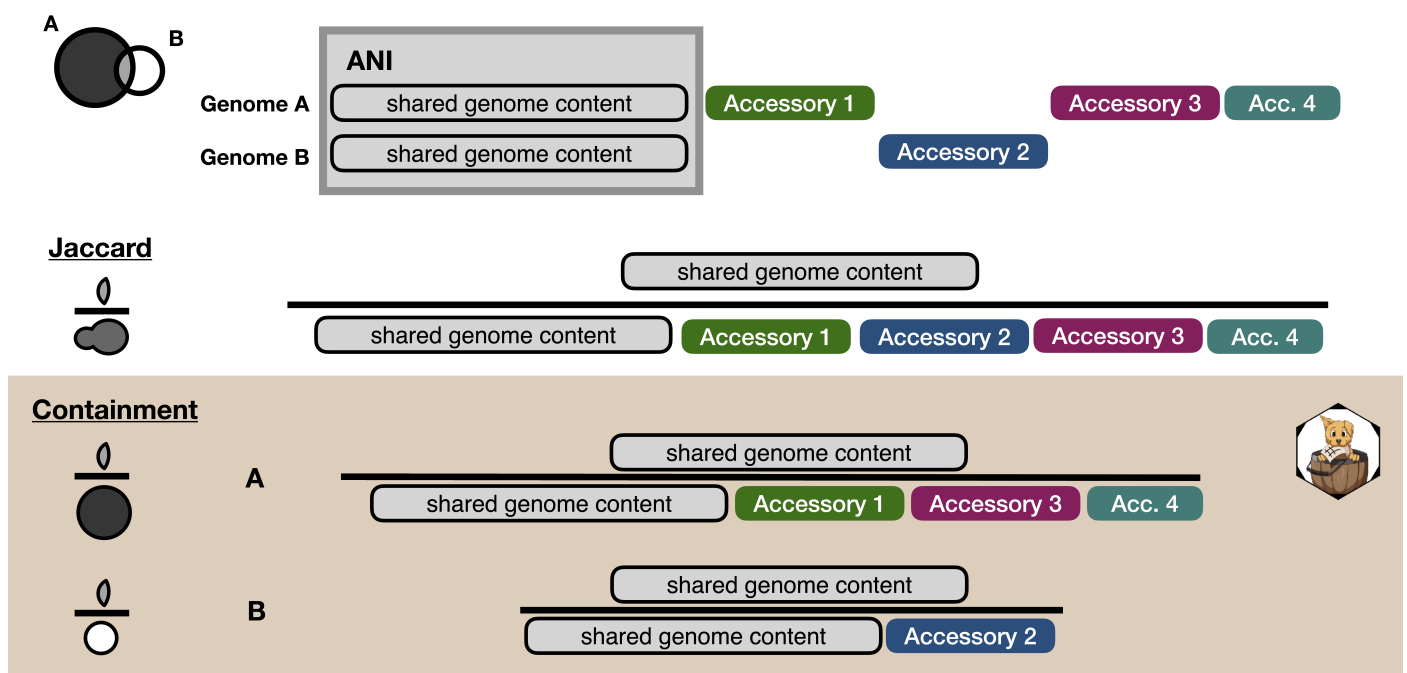 A
B
ANI
Genome A shared genome content Accessory 1 Accessory 3 Acc. 4
Genome B shared genome content Accessory 2
Jaccard
shared genome content
shared genome content Accessory 1 Accessory 2 Accessory 3 Acc. 4
Containment
shared genome content
A
shared genome content Accessory 1 Accessory 3 Acc. 4
shared genome content
B
shared genome content Accessory 2